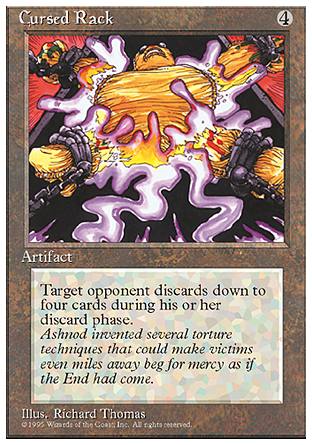 Cursed Rack 4
Artifact
Target opponent discards down to
four cards during his or her
discard phase.
Ashnod invented several torture
techniques that could make victims
even miles away beg for mercy as if
the End had come.
Illus. Richard Thomas
©1995 Wizards of the Coast, Inc. All rights reserved.